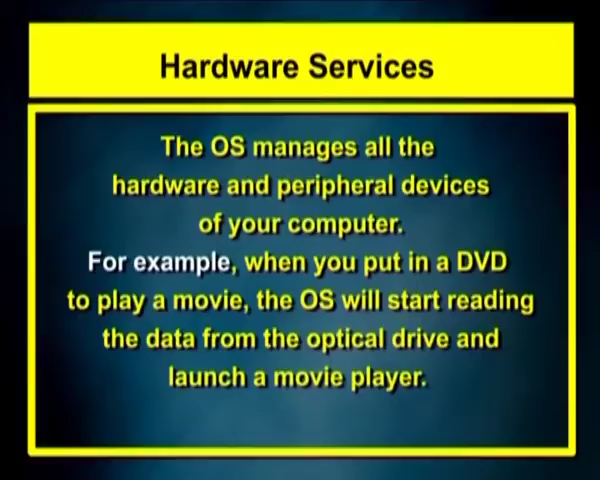 Hardware Services
The OS manages all the
hardware and peripheral devices
of your computer.
For example, when you put in a DVD
to play a movie, the OS will start reading
the data from the optical drive and
launch a movie player.